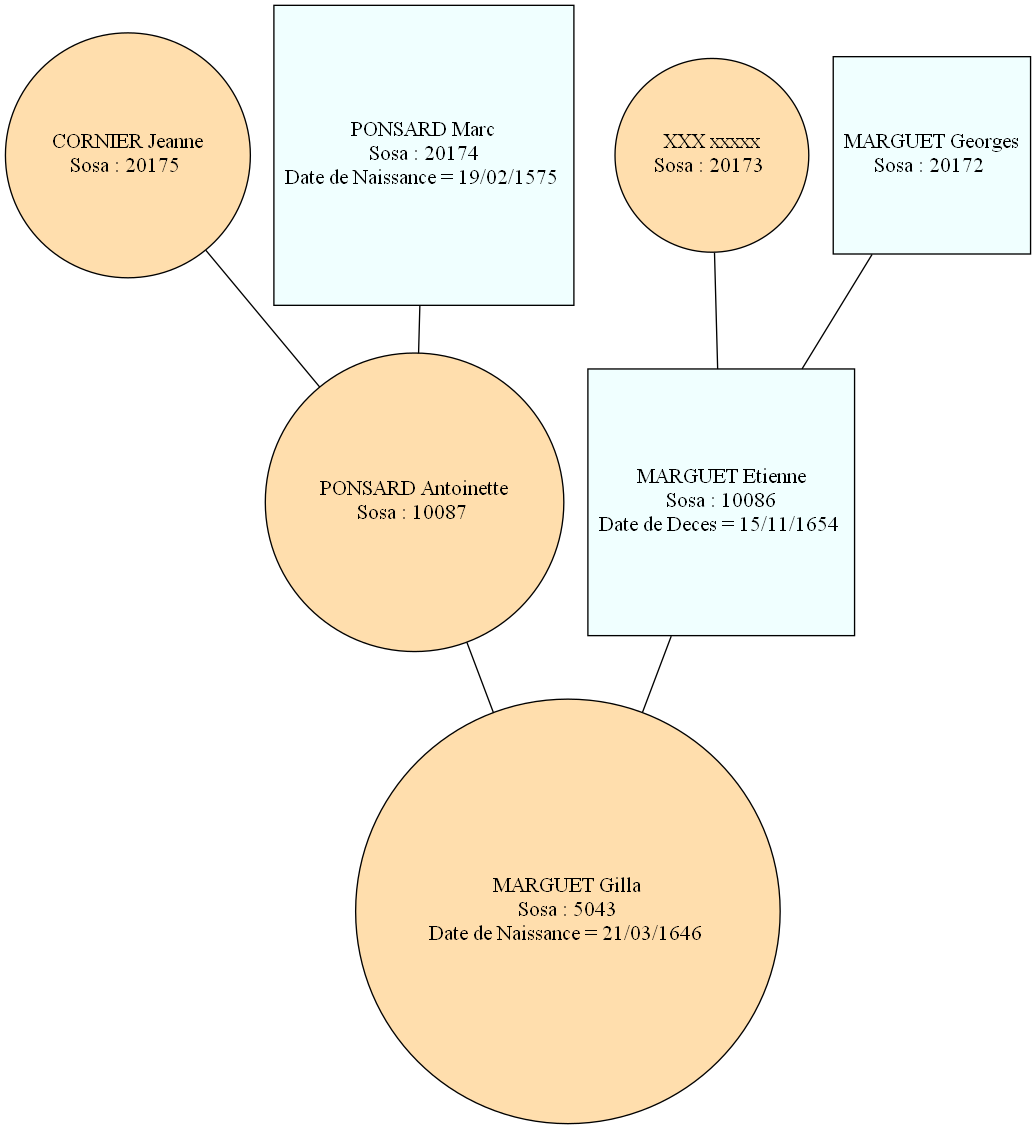 CORNIER Jeanne
Sosa : 20175
PONSARD Marc
Sosa : 20174
Date de Naissance = 19/02/1575
XXX xxxxx
Sosa : 20173
MARGUET Georges
Sosa : 20172
PONSARD Antoinette
Sosa : 10087
MARGUET Etienne
Sosa : 10086
Date de Deces = 15/11/1654
MARGUET Gilla
Sosa : 5043
Date de Naissance = 21/03/1646